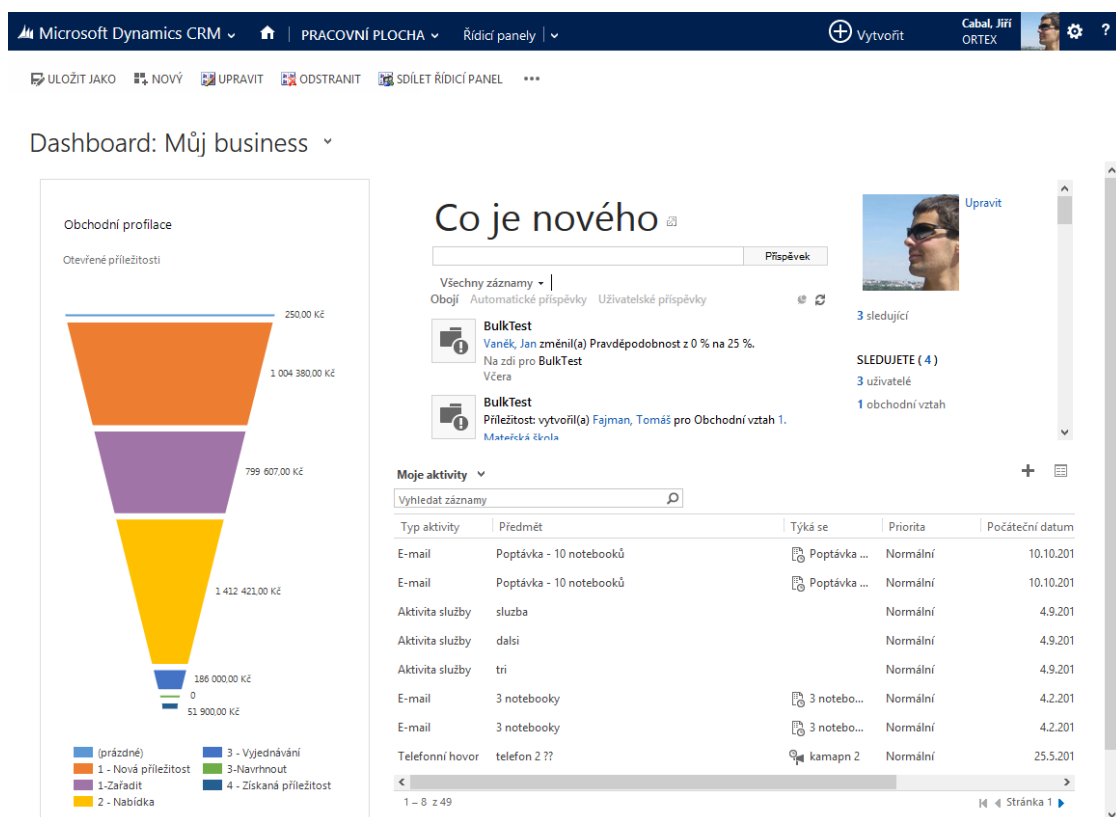 Microsoft Dynamics CRM PRACOVNÍ PLOCHA Řídicí panely Vytvořit Cabal, Jiří
ORTEX
?
ULOŽIT JAKO NOVÝ UPRAVIT ODSTRANIT SDÍLET ŘÍDICÍ PANEL •••
Dashboard: Můj business
Obchodní profilace
Otevřené příležitosti
250,00 Kč
1 004 380,00 Kč
799 607,00 Kč
1 412 421,00 Kč
186 000,00 Kč
0
51 900,00 Kč
(prázdné) 3 - Vyjednávání
1 - Nová příležitost 3-Navrhnout
1-Zařadit 4 - Získaná příležitost
2 - Nabídka
Co je nového
Příspěvek
Všechny záznamy
Obojí Automatické příspěvky Uživatelské příspěvky
BulkTest
Vaněk, Jan změnil(a) Pravděpodobnost z 0 % na 25 %.
Na zdi pro BulkTest
Včera
BulkTest
Příležitost: vytvořil(a) Fajman, Tomáš pro Obchodní vztah 1.
Mateřská škola
Upravit
3 sledující
SLEDUJETE ( 4 )
3 uživatelé
1 obchodní vztah
Moje aktivity
Vyhledat záznamy
Typ aktivity Předmět Týká se Priorita Počáteční datum
E-mail Poptávka - 10 notebooků Poptávka ... Normální 10.10.201
E-mail Poptávka - 10 notebooků Poptávka ... Normální 10.10.201
Aktivita služby sluzba Normální 4.9.201
Aktivita služby dalsi Normální 4.9.201
Aktivita služby tri Normální 4.9.201
E-mail 3 notebooky 3 notebo... Normální 4.2.201
E-mail 3 notebooky 3 notebo... Normální 4.2.201
Telefonní hovor telefon 2 ?? kamapn 2 Normální 25.5.201
1 – 8 z 49 Stránka 1